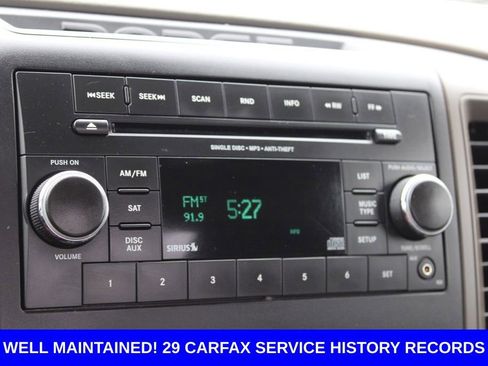 DODGE
SEEK SEEK SCAN RND INFO RW FF
SINGLE DISC • MP3 • ANTI-THEFT
PUSH ON
PUSH AUDIO
AM/FM
LIST
SAT
FM ST
5:27
MUSIC TYPE
91.9
DISC AUX
SIRIUS
SETUP
VOLUME
TUNE/SCROLL
1 2 3 4 5 6 SET
WELL MAINTAINED! 29 CARFAX SERVICE HISTORY RECORDS